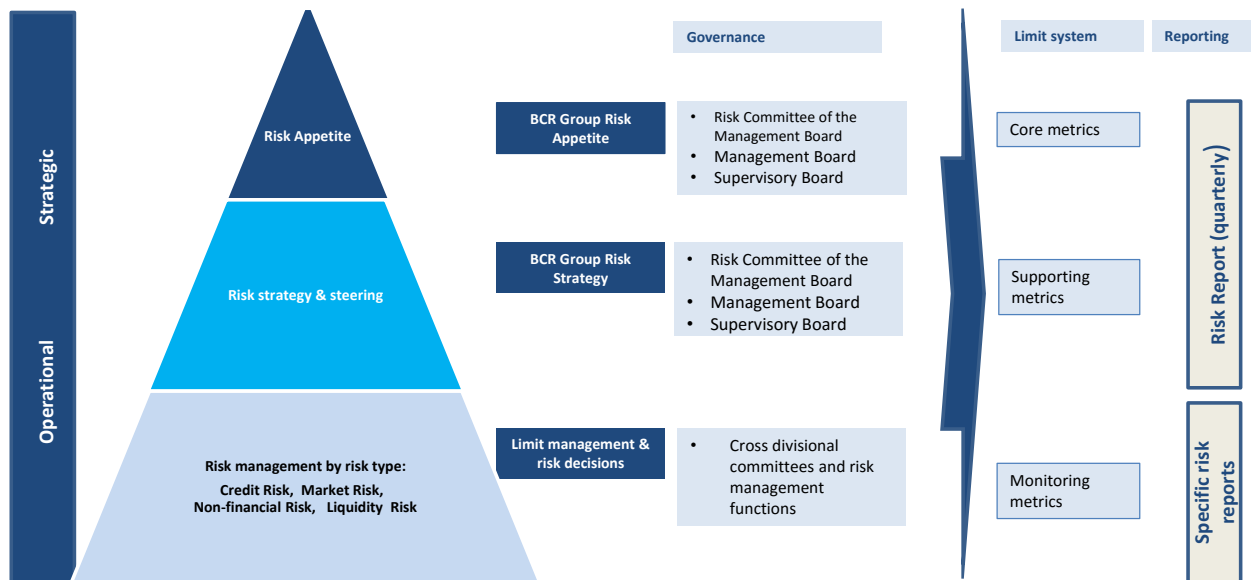 Governance
Limit system
Reporting
Strategic
Operational
Risk Appetite
BCR Group Risk
Appetite
• Risk Committee of the
Management Board
• Management Board
• Supervisory Board
Core metrics
Risk Report (quarterly)
Risk strategy & steering
BCR Group Risk
Strategy
• Risk Committee of the
Management Board
• Management Board
• Supervisory Board
Supporting
metrics
Risk management by risk type:
Credit Risk, Market Risk,
Non-financial Risk, Liquidity Risk
Limit management &
risk decisions
• Cross divisional
committees and risk
management
functions
Monitoring
metrics
Specific risk
reports